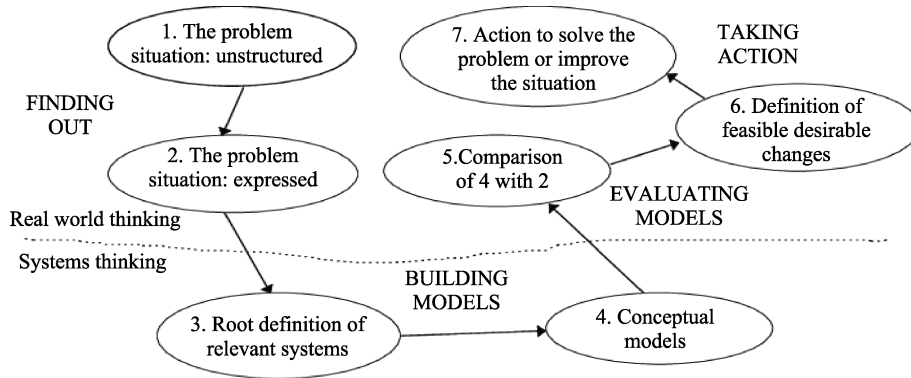 1. The problem
situation: unstructured
7. Action to solve the
problem or improve
the situation
TAKING
ACTION
FINDING
OUT
6. Definition of
feasible desirable
changes
2. The problem
situation: expressed
5.Comparison
of 4 with 2
EVALUATING
MODELS
Real world thinking
Systems thinking
BUILDING
MODELS
3. Root definition of
relevant systems
4. Conceptual
models